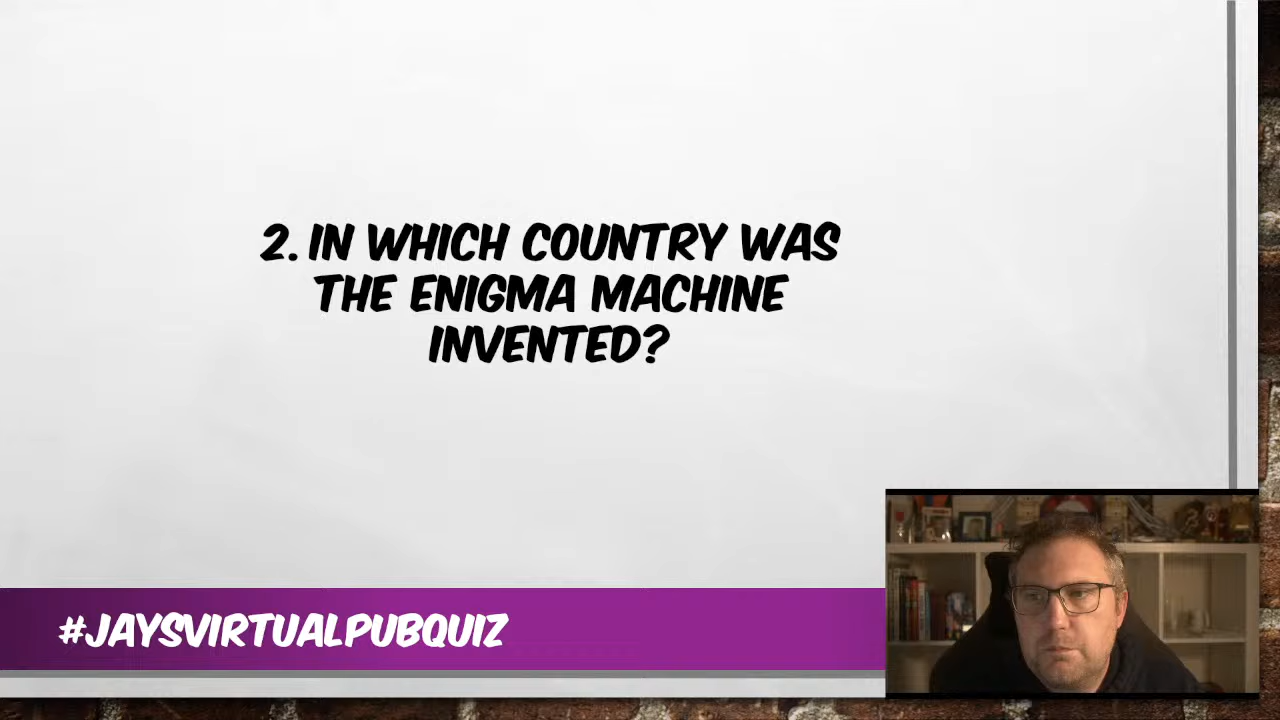 2. IN WHICH COUNTRY WAS
THE ENIGMA MACHINE
INVENTED?
#JAYSVIRTUALPUBQUIZ